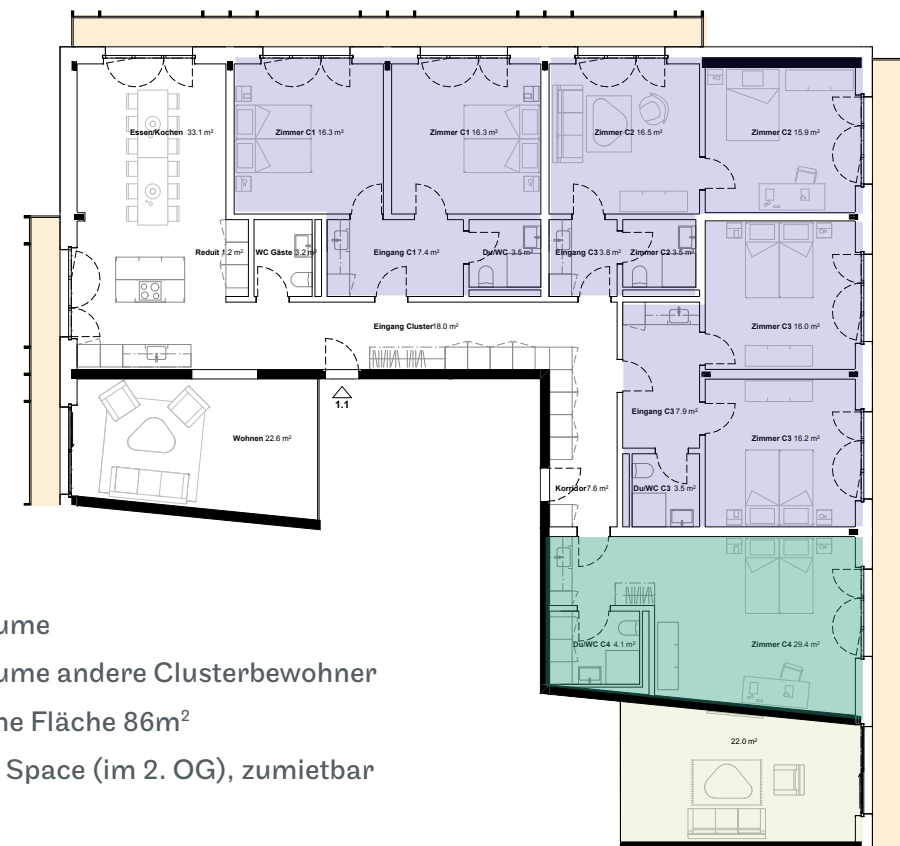 Essen/Kochen 33.1 m²
Zimmer C1 16.3 m²
Zimmer C1 16.3 m²
Zimmer C2 16.5 m²
Zimmer C2 15.9 m²
Reduit 1.2 m²
WC Gäste 3.2 m²
Eingang C1 7.4 m²
Du/WC 3.5 m²
Eingang C3 3.8 m²
Zimmer C2 3.5 m²
Eingang Cluster 18.0 m²
Zimmer C3 16.0 m²
1.1
Eingang C3 7.9 m²
Wohnen 22.6 m²
Zimmer C3 16.2 m²
Korridor 7.6 m²
Du/WC C3 3.5 m²
ume
ume andere Clusterbewohner
ne Fläche 86m²
Space (im 2. OG), zumietbar
Du/WC C4 4.1 m²
Zimmer C4 29.4 m²
22.0 m²